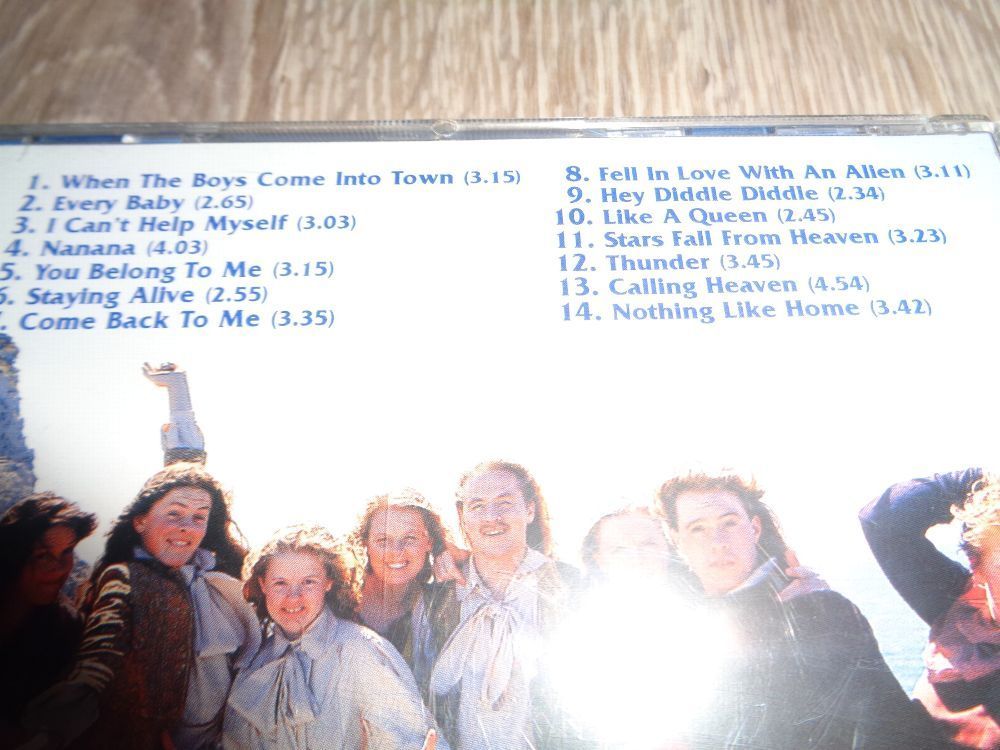 1. When The Boys Come Into Town (3.15)
2. Every Baby (2.65)
3. I Can't Help Myself (3.03)
4. Nanana (4.03)
5. You Belong To Me (3.15)
6. Staying Alive (2.55)
. Come Back To Me (3.35)
8. Fell In Love With An Allen (3.11)
9. Hey Diddle Diddle (2.34)
10. Like A Queen (2.45)
11. Stars Fall From Heaven (3.23)
12. Thunder (3.45)
13. Calling Heaven (4.54)
14. Nothing Like Home (3.42)